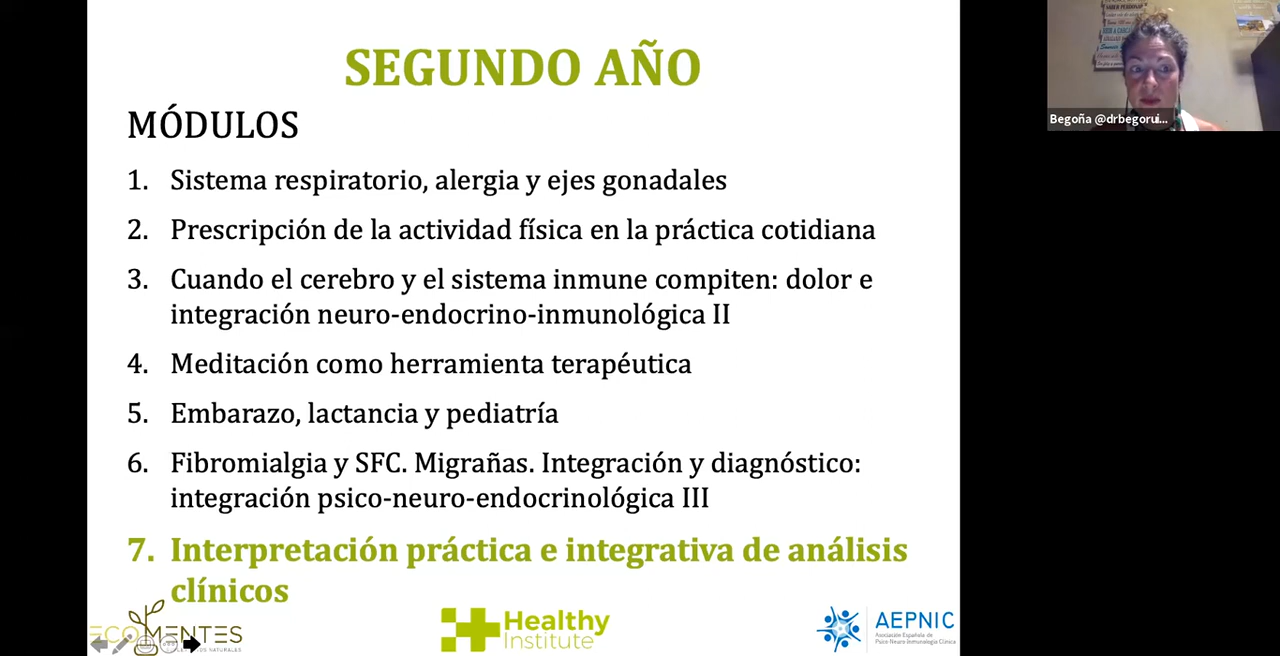 SEGUNDO AÑO
MÓDULOS
1. Sistema respiratorio, alergia y ejes gonadales
2. Prescripción de la actividad física en la práctica cotidiana
3. Cuando el cerebro y el sistema inmune compiten: dolor e
integración neuro-endocrino-inmunológica II
4. Meditación como herramienta terapéutica
5. Embarazo, lactancia y pediatría
6. Fibromialgia y SFC. Migrañas. Integración y diagnóstico:
integración psico-neuro-endocrinológica III
7. Interpretación práctica e integrativa de análisis
clínicos
ECOMENTES
Healthy
Institute
AEPNIC
Asociación Española de
Psico-Neuro Inmunología Clínica
Begoña @drbegorui...